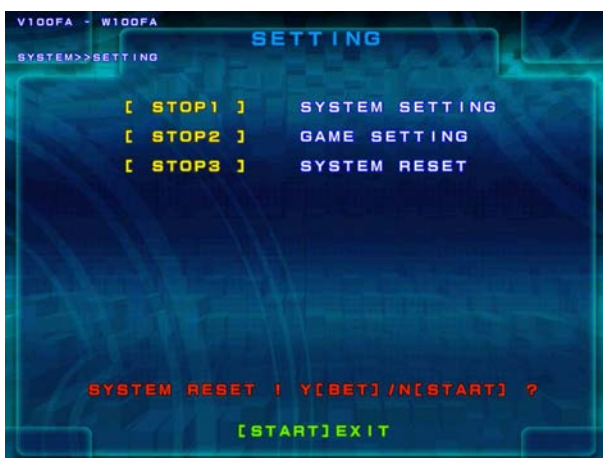 V100FA - W100FA
SETTING
SYSTEM>>SETTING
[ STOP1 ] SYSTEM SETTING
[ STOP2 ] GAME SETTING
[ STOP3 ] SYSTEM RESET
SYSTEM RESET ! Y[BET]/N[START] ?
[START]EXIT